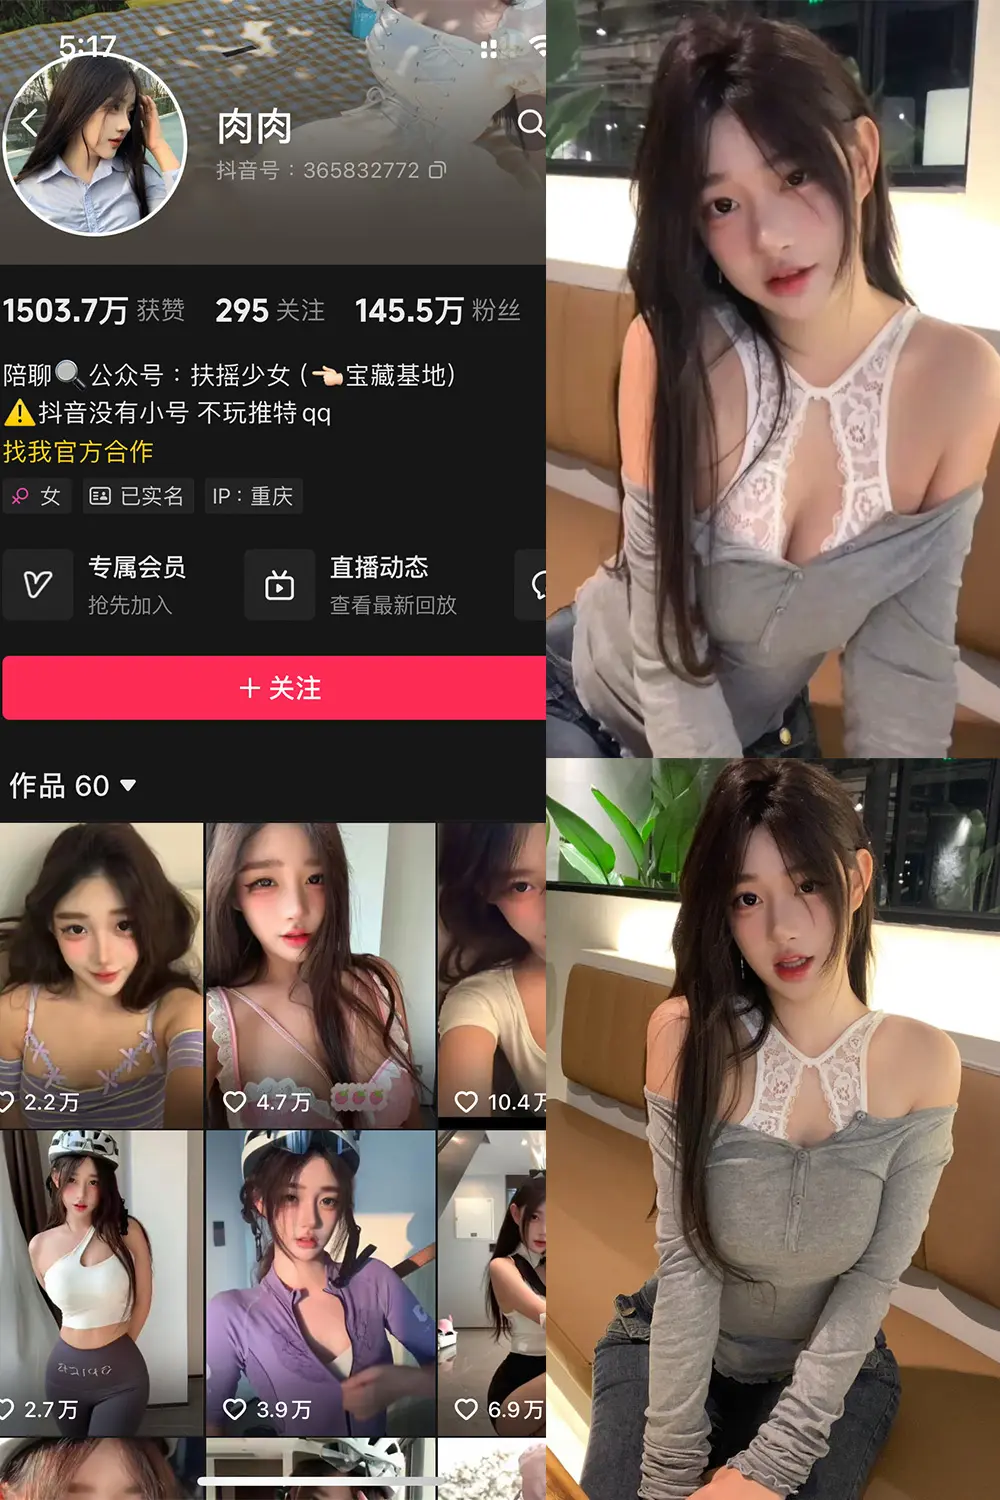 5:17
肉肉
抖音号：365832772
1503.7万 获赞 295 关注 145.5万 粉丝
陪聊🔍公众号：扶摇少女 (👈🏻宝藏基地)
⚠️抖音没有小号 不玩推特qq
找我官方合作
女 已实名 IP：重庆
专属会员 直播动态
抢先加入 查看最新回放
+ 关注
作品 60
2.2万 4.7万 10.4万
2.7万 3.9万 6.9万